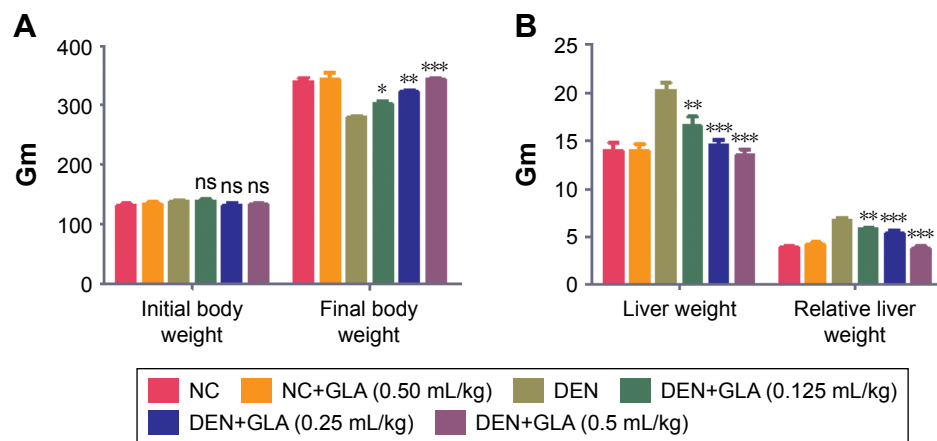 A
Gm
400
300
200
100
0
ns ns ns
* ** ***
Initial body
weight
Final body
weight
B
Gm
25
20
15
10
5
0
** *** ***
** *** ***
Liver weight
Relative liver
weight
NC NC+GLA (0.50 mL/kg) DEN DEN+GLA (0.125 mL/kg)
DEN+GLA (0.25 mL/kg) DEN+GLA (0.5 mL/kg)